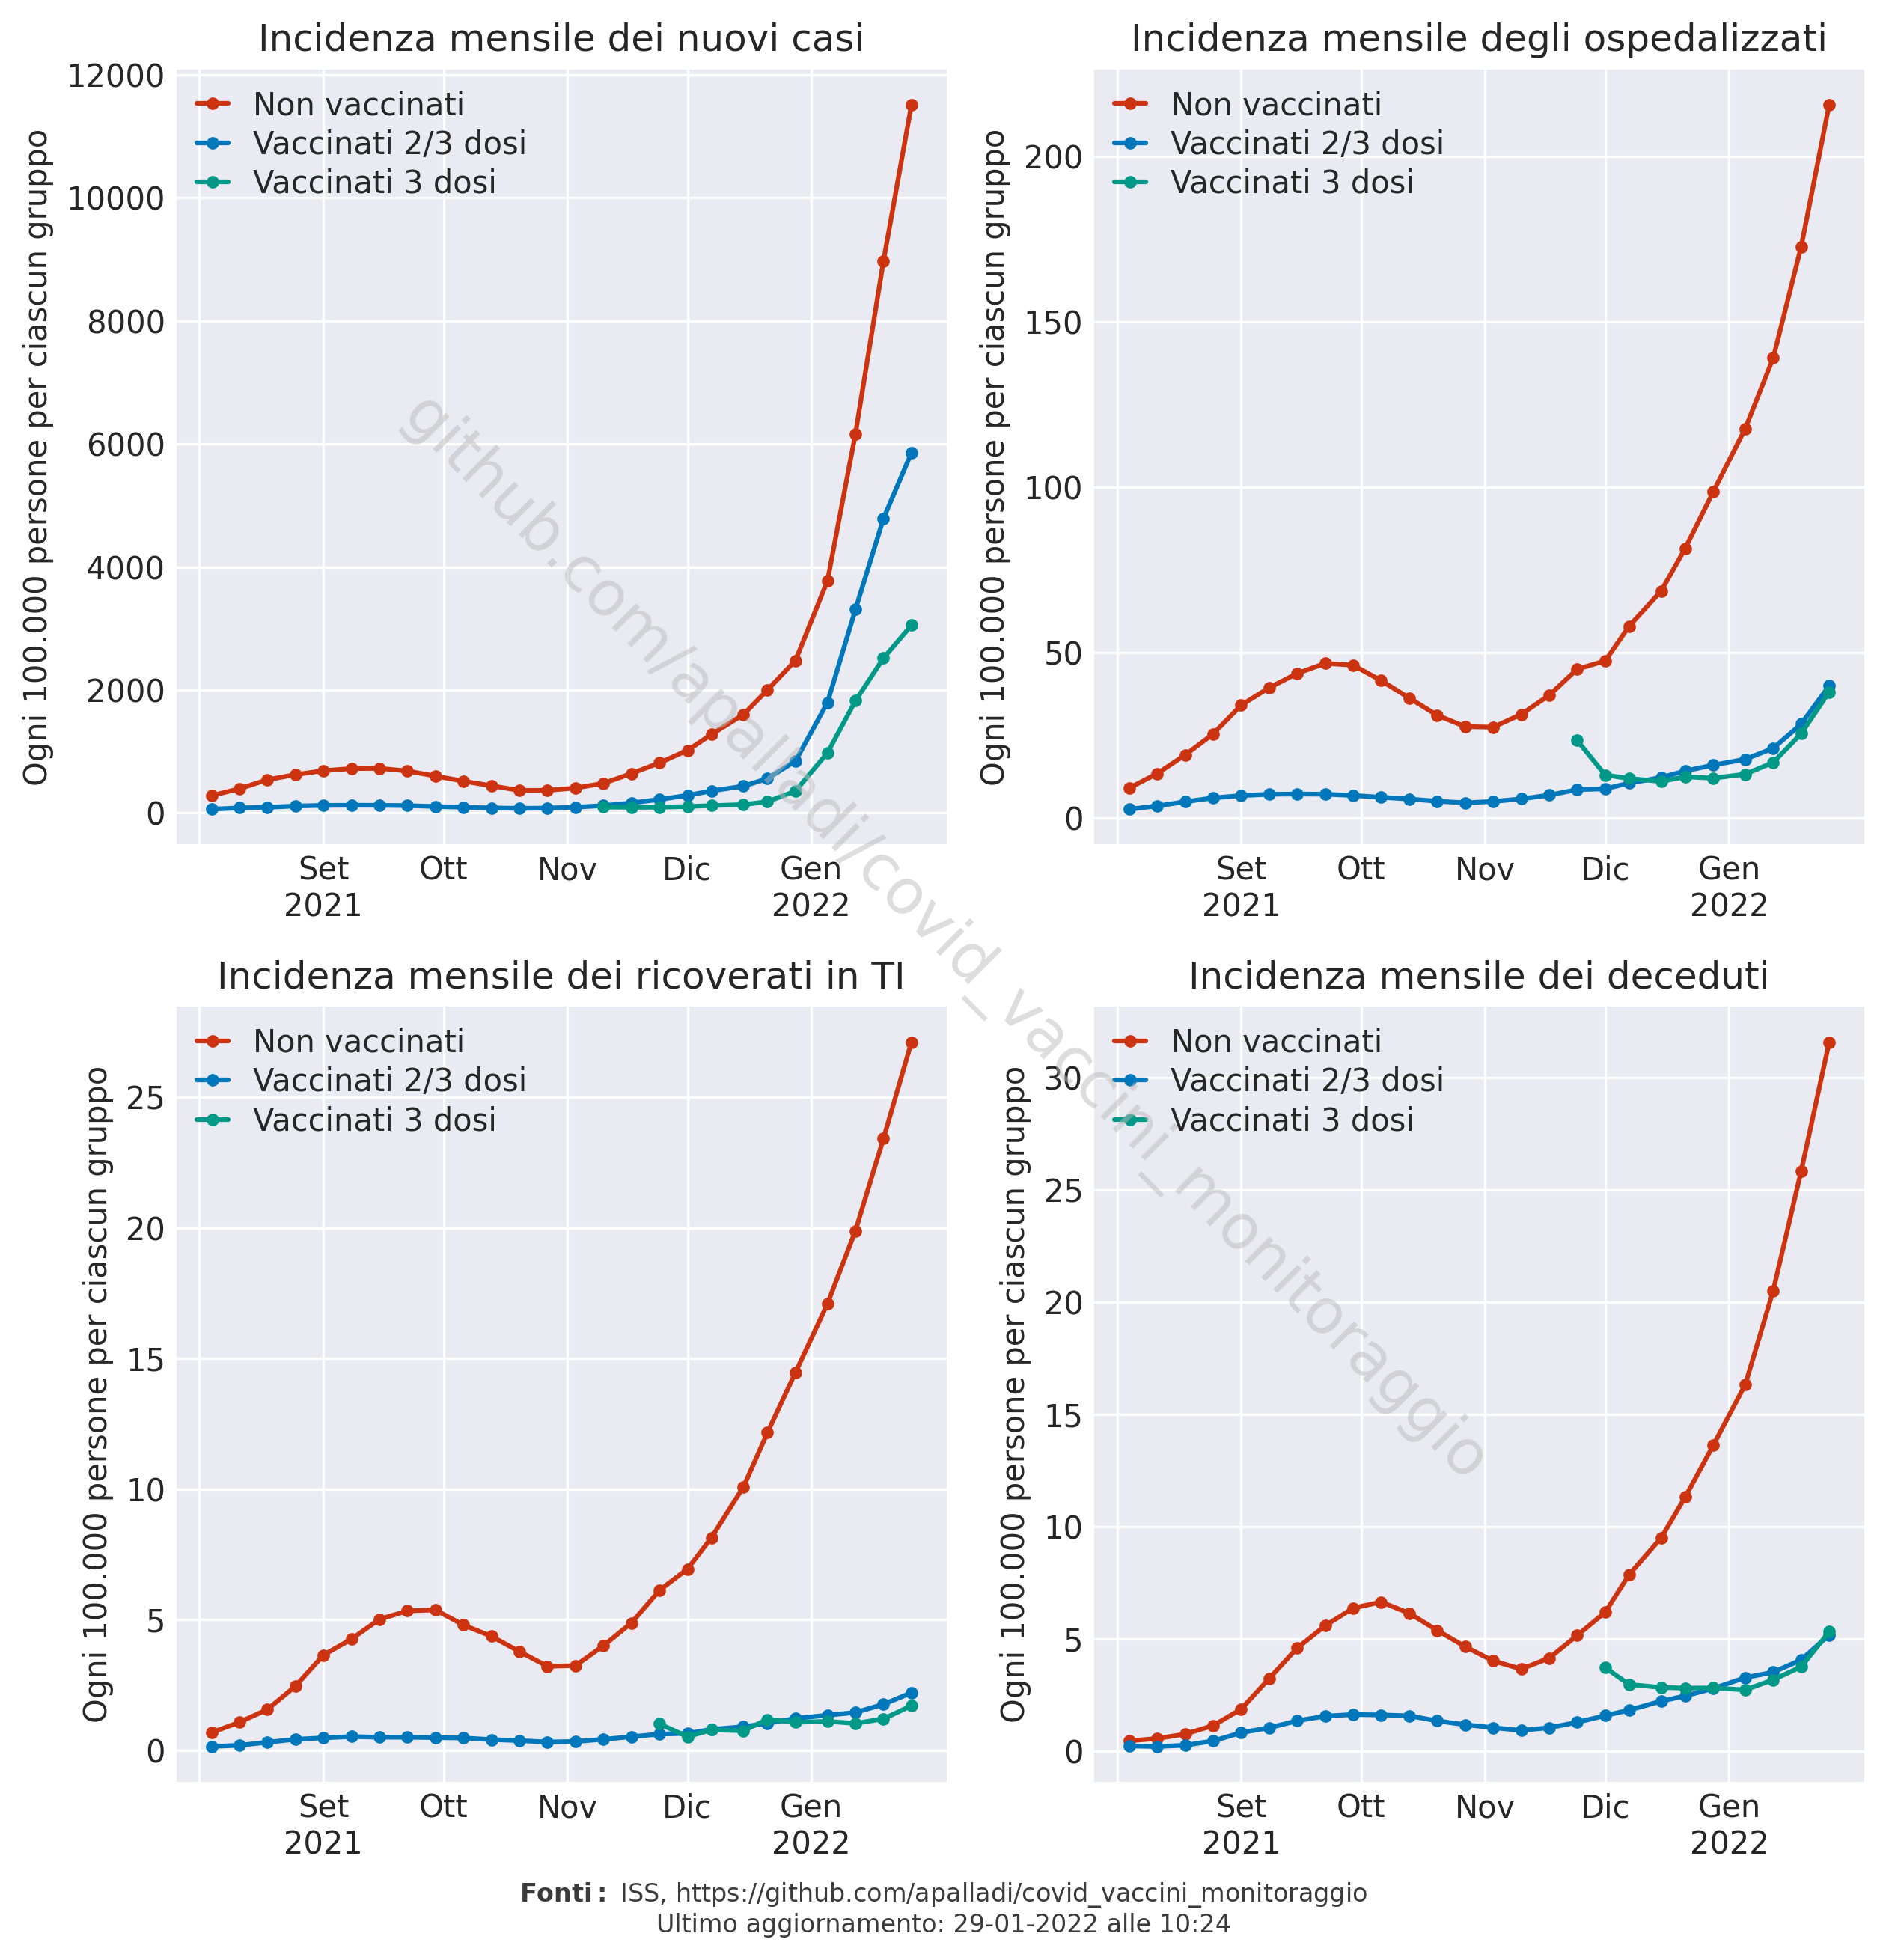 Incidenza mensile dei nuovi casi
Ogni 100.000 persone per ciascun gruppo
12000
10000
8000
6000
4000
2000
0
Non vaccinati
Vaccinati 2/3 dosi
Vaccinati 3 dosi
Set
2021
Ott
Nov
Dic
Gen
2022
Incidenza mensile degli ospedalizzati
Ogni 100.000 persone per ciascun gruppo
200
150
100
50
0
Non vaccinati
Vaccinati 2/3 dosi
Vaccinati 3 dosi
Set
2021
Ott
Nov
Dic
Gen
2022
Incidenza mensile dei ricoverati in TI
Ogni 100.000 persone per ciascun gruppo
25
20
15
10
5
0
Non vaccinati
Vaccinati 2/3 dosi
Vaccinati 3 dosi
Set
2021
Ott
Nov
Dic
Gen
2022
Incidenza mensile dei deceduti
Ogni 100.000 persone per ciascun gruppo
30
25
20
15
10
5
0
Non vaccinati
Vaccinati 2/3 dosi
Vaccinati 3 dosi
Set
2021
Ott
Nov
Dic
Gen
2022
github.com/apalladi/covid_vaccini_monitoraggio
Fonti: ISS, https://github.com/apalladi/covid_vaccini_monitoraggio
Ultimo aggiornamento: 29-01-2022 alle 10:24